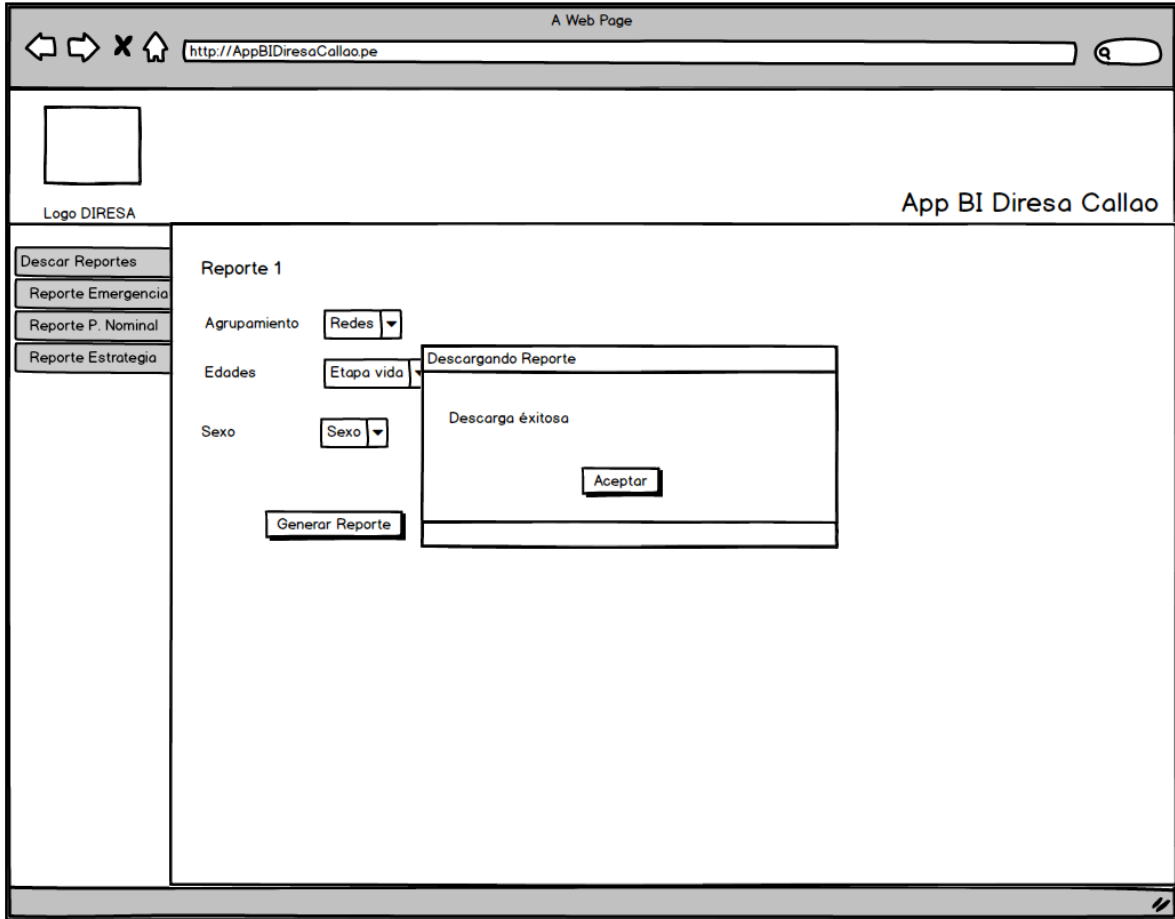 A Web Page
http://AppBIDiresaCallao.pe
Logo DIRESA
App BI Diresa Callao
Descar Reportes
Reporte Emergencia
Reporte P. Nominal
Reporte Estrategia
Reporte 1
Agrupamiento Redes
Edades Etapa vida
Sexo Sexo
Generar Reporte
Descargando Reporte
Descarga éxitosa
Aceptar